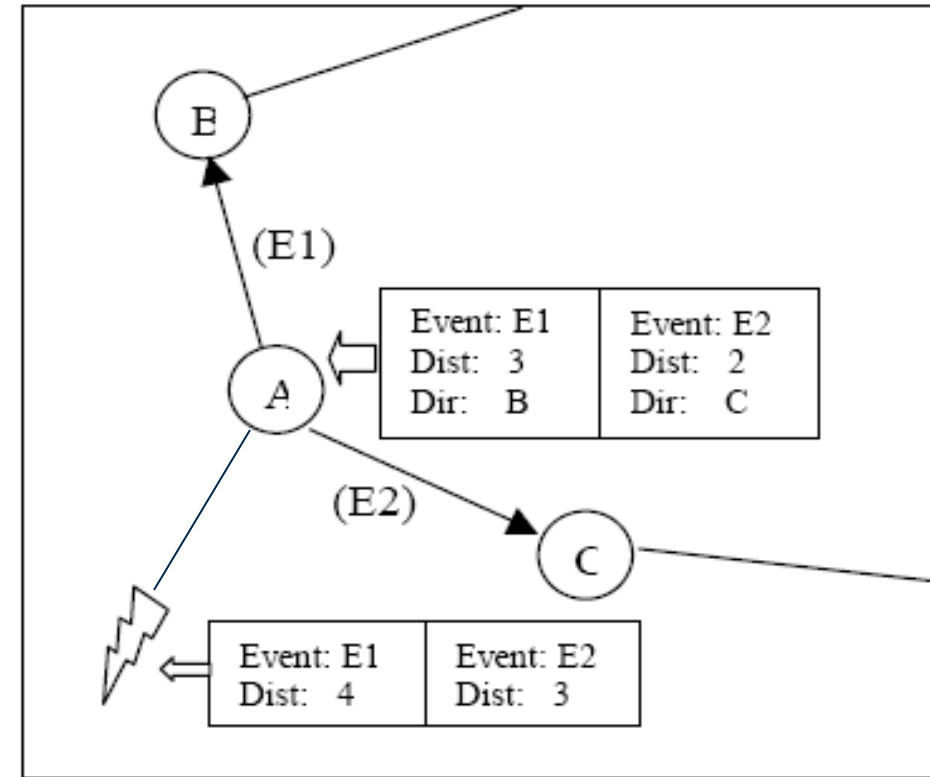 B
(E1)
Event: E1
Dist: 3
Dir: B
Event: E2
Dist: 2
Dir: C
A
(E2)
C
Event: E1
Dist: 4
Event: E2
Dist: 3